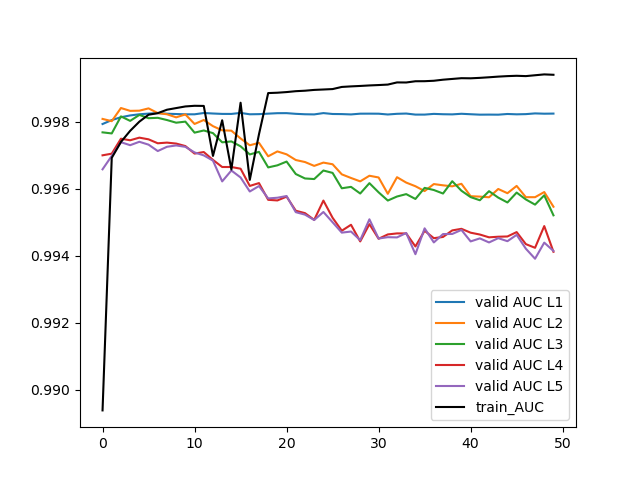 0.998
0.996
0.994
0.992
0.990
0
10
20
30
40
50
valid AUC L1
valid AUC L2
valid AUC L3
valid AUC L4
valid AUC L5
train_AUC